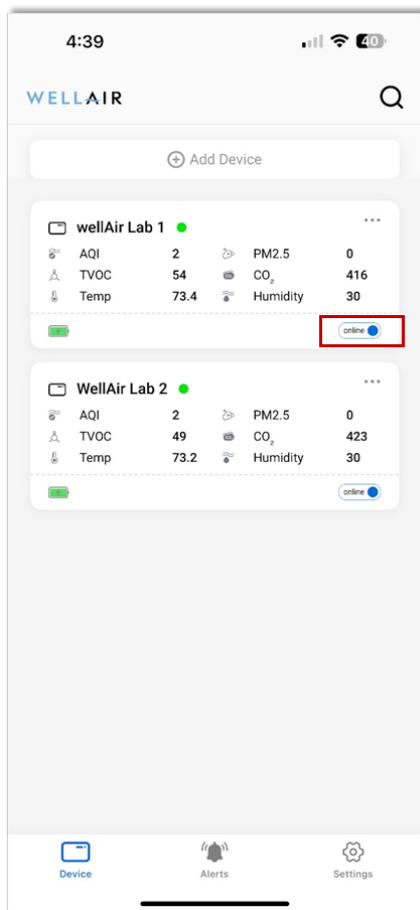 4:39
40
WELLAIR
Add Device
wellAir Lab 1
AQI 2 PM2.5 0
TVOC 54 CO₂ 416
Temp 73.4 Humidity 30
online
WellAir Lab 2
AQI 2 PM2.5 0
TVOC 49 CO₂ 423
Temp 73.2 Humidity 30
online
Device Alerts Settings